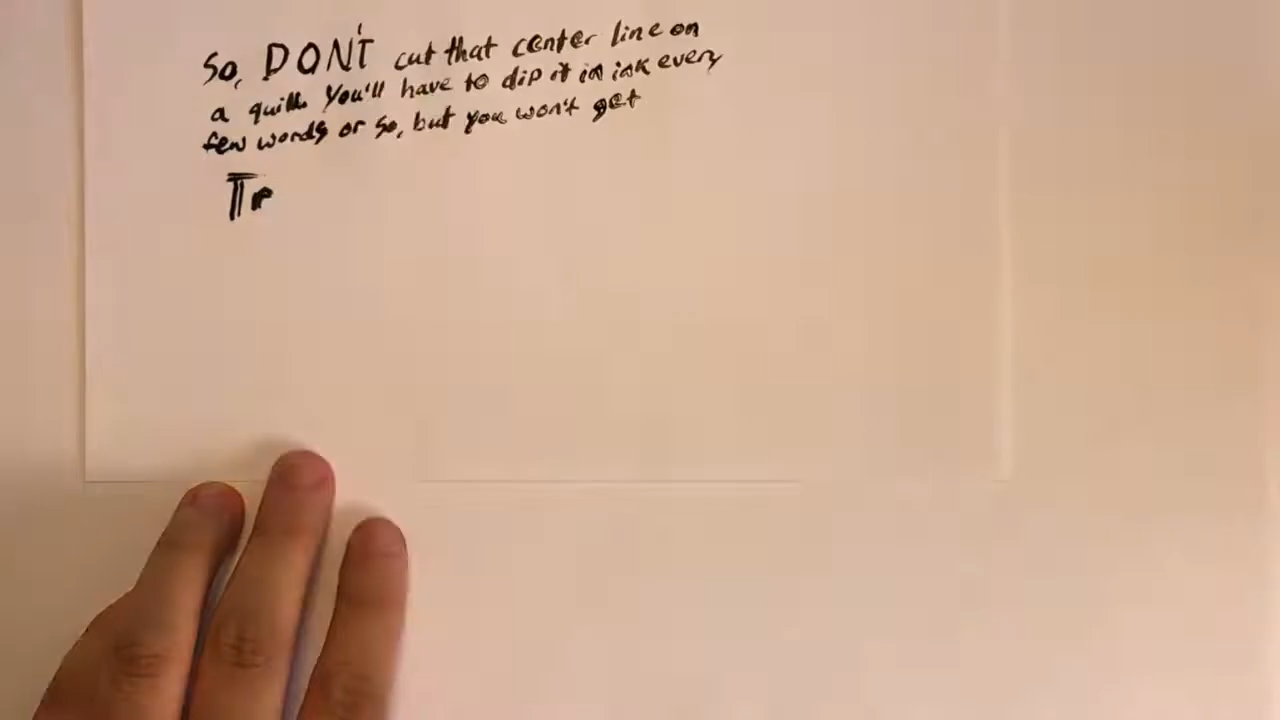 So, DON'T cut that center line on
a quill. You'll have to dip it in ink every
few words or so, but you won't get
Tr